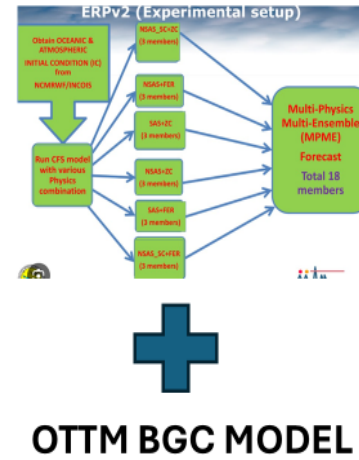 ERPv2 (Experimental setup)
Obtain OCEANIC &
ATMOSPHERIC
INITIAL CONDITION (IC)
from
NCMRWF/INCOIS
Run CFS model
with various
Physics
combination
NSAS_SC+ZC
(3 members)
NSAS+FER
(3 members)
SAS+ZC
(3 members)
NSAS+ZC
(3 members)
SAS+FER
(3 members)
NSAS_SC+FER
(3 members)
Multi-Physics
Multi-Ensemble
(MPME)
Forecast
Total 18
members
OTTM BGC MODEL